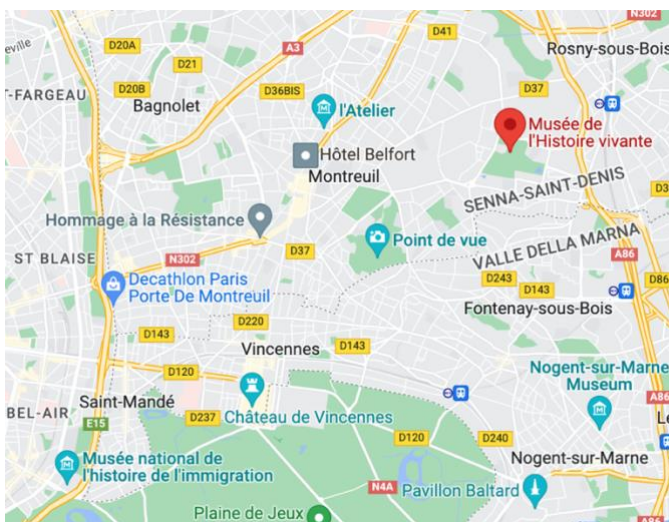 N302
D20A
A3
D41
Rosny-sous-Bois
D21
T-FARGEAU
D20B
D36BIS
D37
Bagnolet
l'Atelier
Musée de
l'Histoire vivante
Hôtel Belfort
Montreuil
SENNA-SAINT-DENIS
Hommage à la Résistance
Point de vue
VALLE DELLA MARNA
ST BLAISE
N302
D37
A86
Decathlon Paris
Porte De Montreuil
D243
D143
D86
Fontenay-sous-Bois
D220
D143
Vincennes
D143
D120
Nogent-sur-Marne
Museum
Saint-Mandé
BEL-AIR
E15
D237
Château de Vincennes
D120
D240
Le
Musée national de
l'histoire de l'immigration
Nogent-sur-Marne
N4A
Pavillon Baltard
Plaine de Jeux
A86